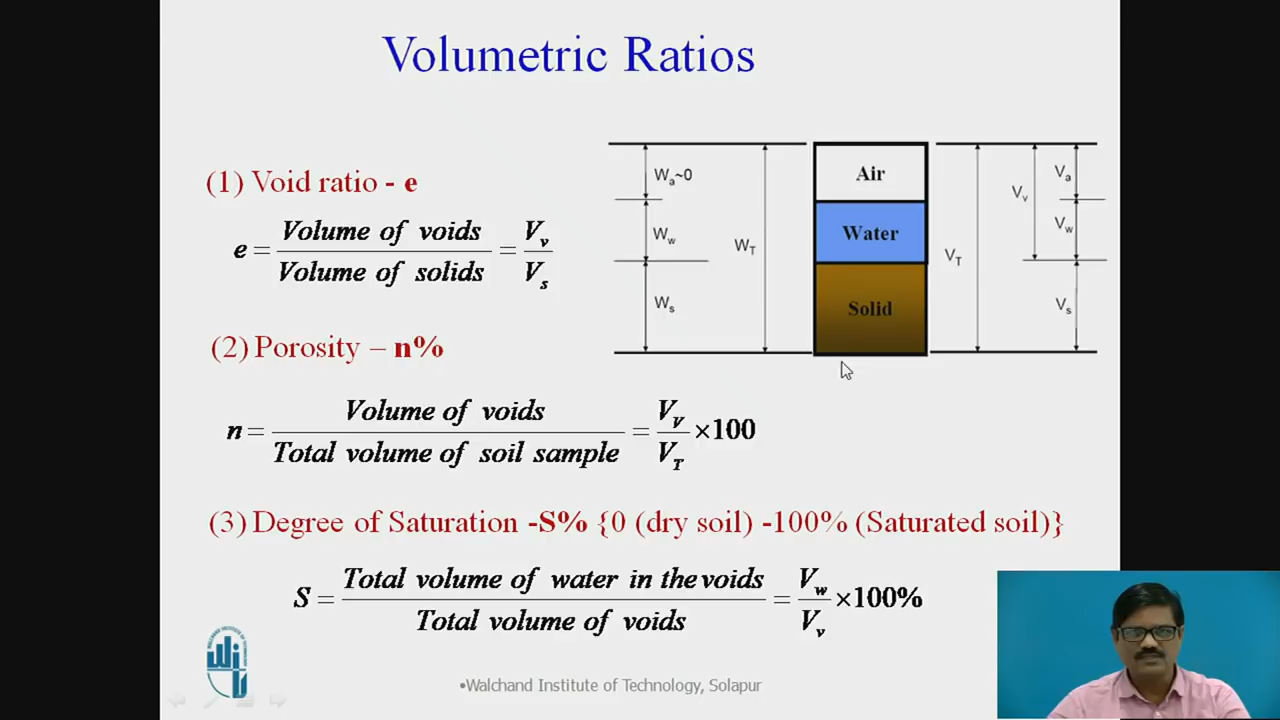 Volumetric Ratios
(1) Void ratio - e
e = Volume of voids / Volume of solids = Vv / Vs
(2) Porosity – n%
n = Volume of voids / Total volume of soil sample = VV / VT ×100
(3) Degree of Saturation -S% {0 (dry soil) -100% (Saturated soil)}
S = Total volume of water in the voids / Total volume of voids = Vw / Vv ×100%
Wa~0
Ww
Ws
WT
Air
Water
Solid
VT
Vv
Va
Vw
Vs
•Walchand Institute of Technology, Solapur